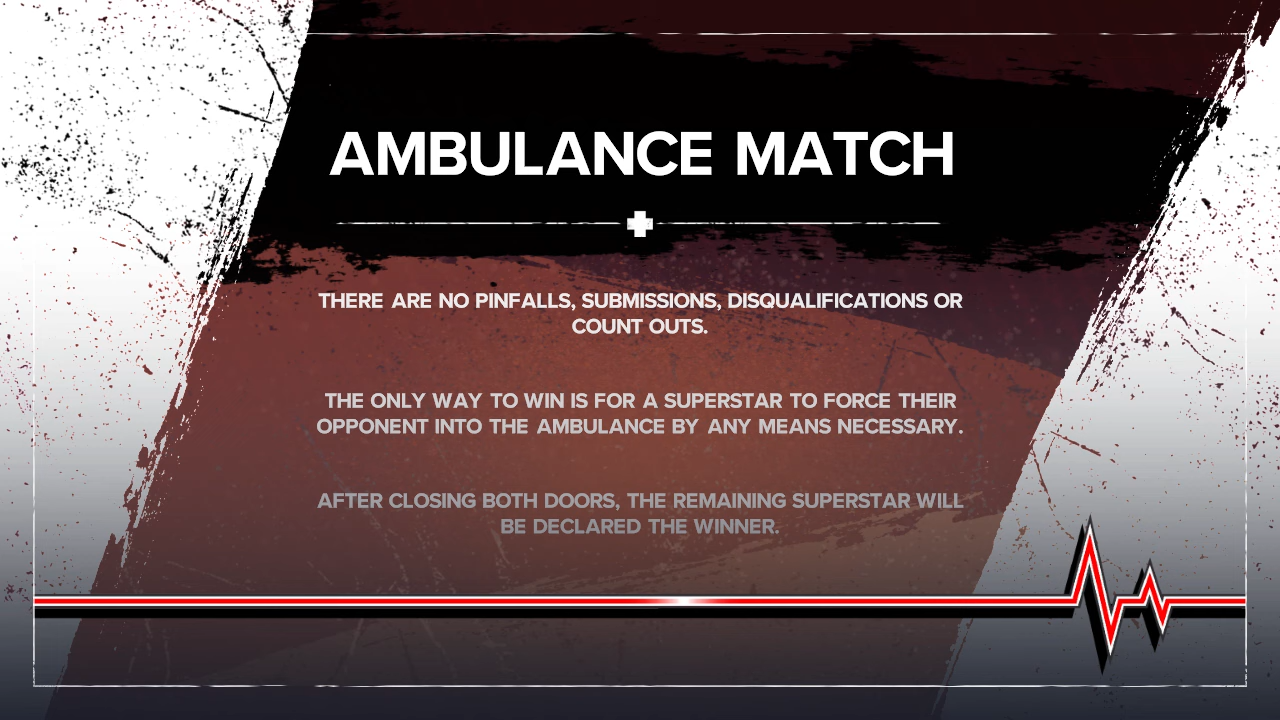 AMBULANCE MATCH
THERE ARE NO PINFALLS, SUBMISSIONS, DISQUALIFICATIONS OR
COUNT OUTS.
THE ONLY WAY TO WIN IS FOR A SUPERSTAR TO FORCE THEIR
OPPONENT INTO THE AMBULANCE BY ANY MEANS NECESSARY.
AFTER CLOSING BOTH DOORS, THE REMAINING SUPERSTAR WILL
BE DECLARED THE WINNER.